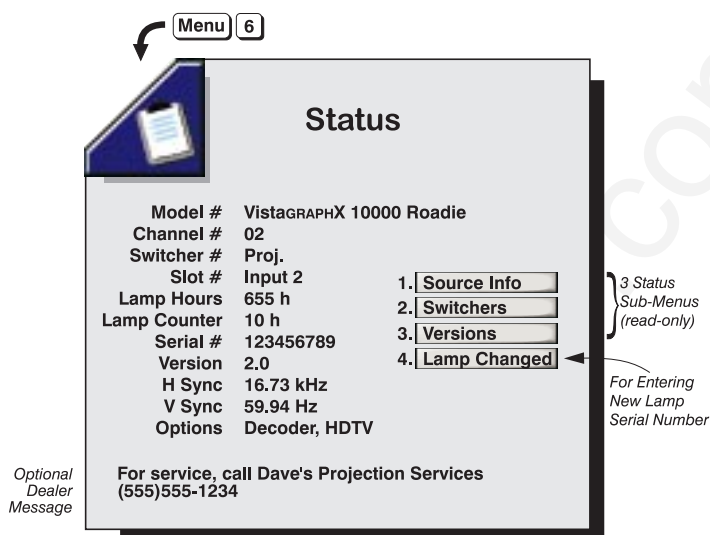 Menu 6
Status
Model # VistaGRAPHX 10000 Roadie
Channel # 02
Switcher # Proj.
Slot # Input 2
Lamp Hours 655 h
Lamp Counter 10 h
Serial # 123456789
Version 2.0
H Sync 16.73 kHz
V Sync 59.94 Hz
Options Decoder, HDTV
1. Source Info
2. Switchers
3. Versions
4. Lamp Changed
3 Status
Sub-Menus
(read-only)
For Entering
New Lamp
Serial Number
Optional
Dealer
Message
For service, call Dave's Projection Services
(555)555-1234